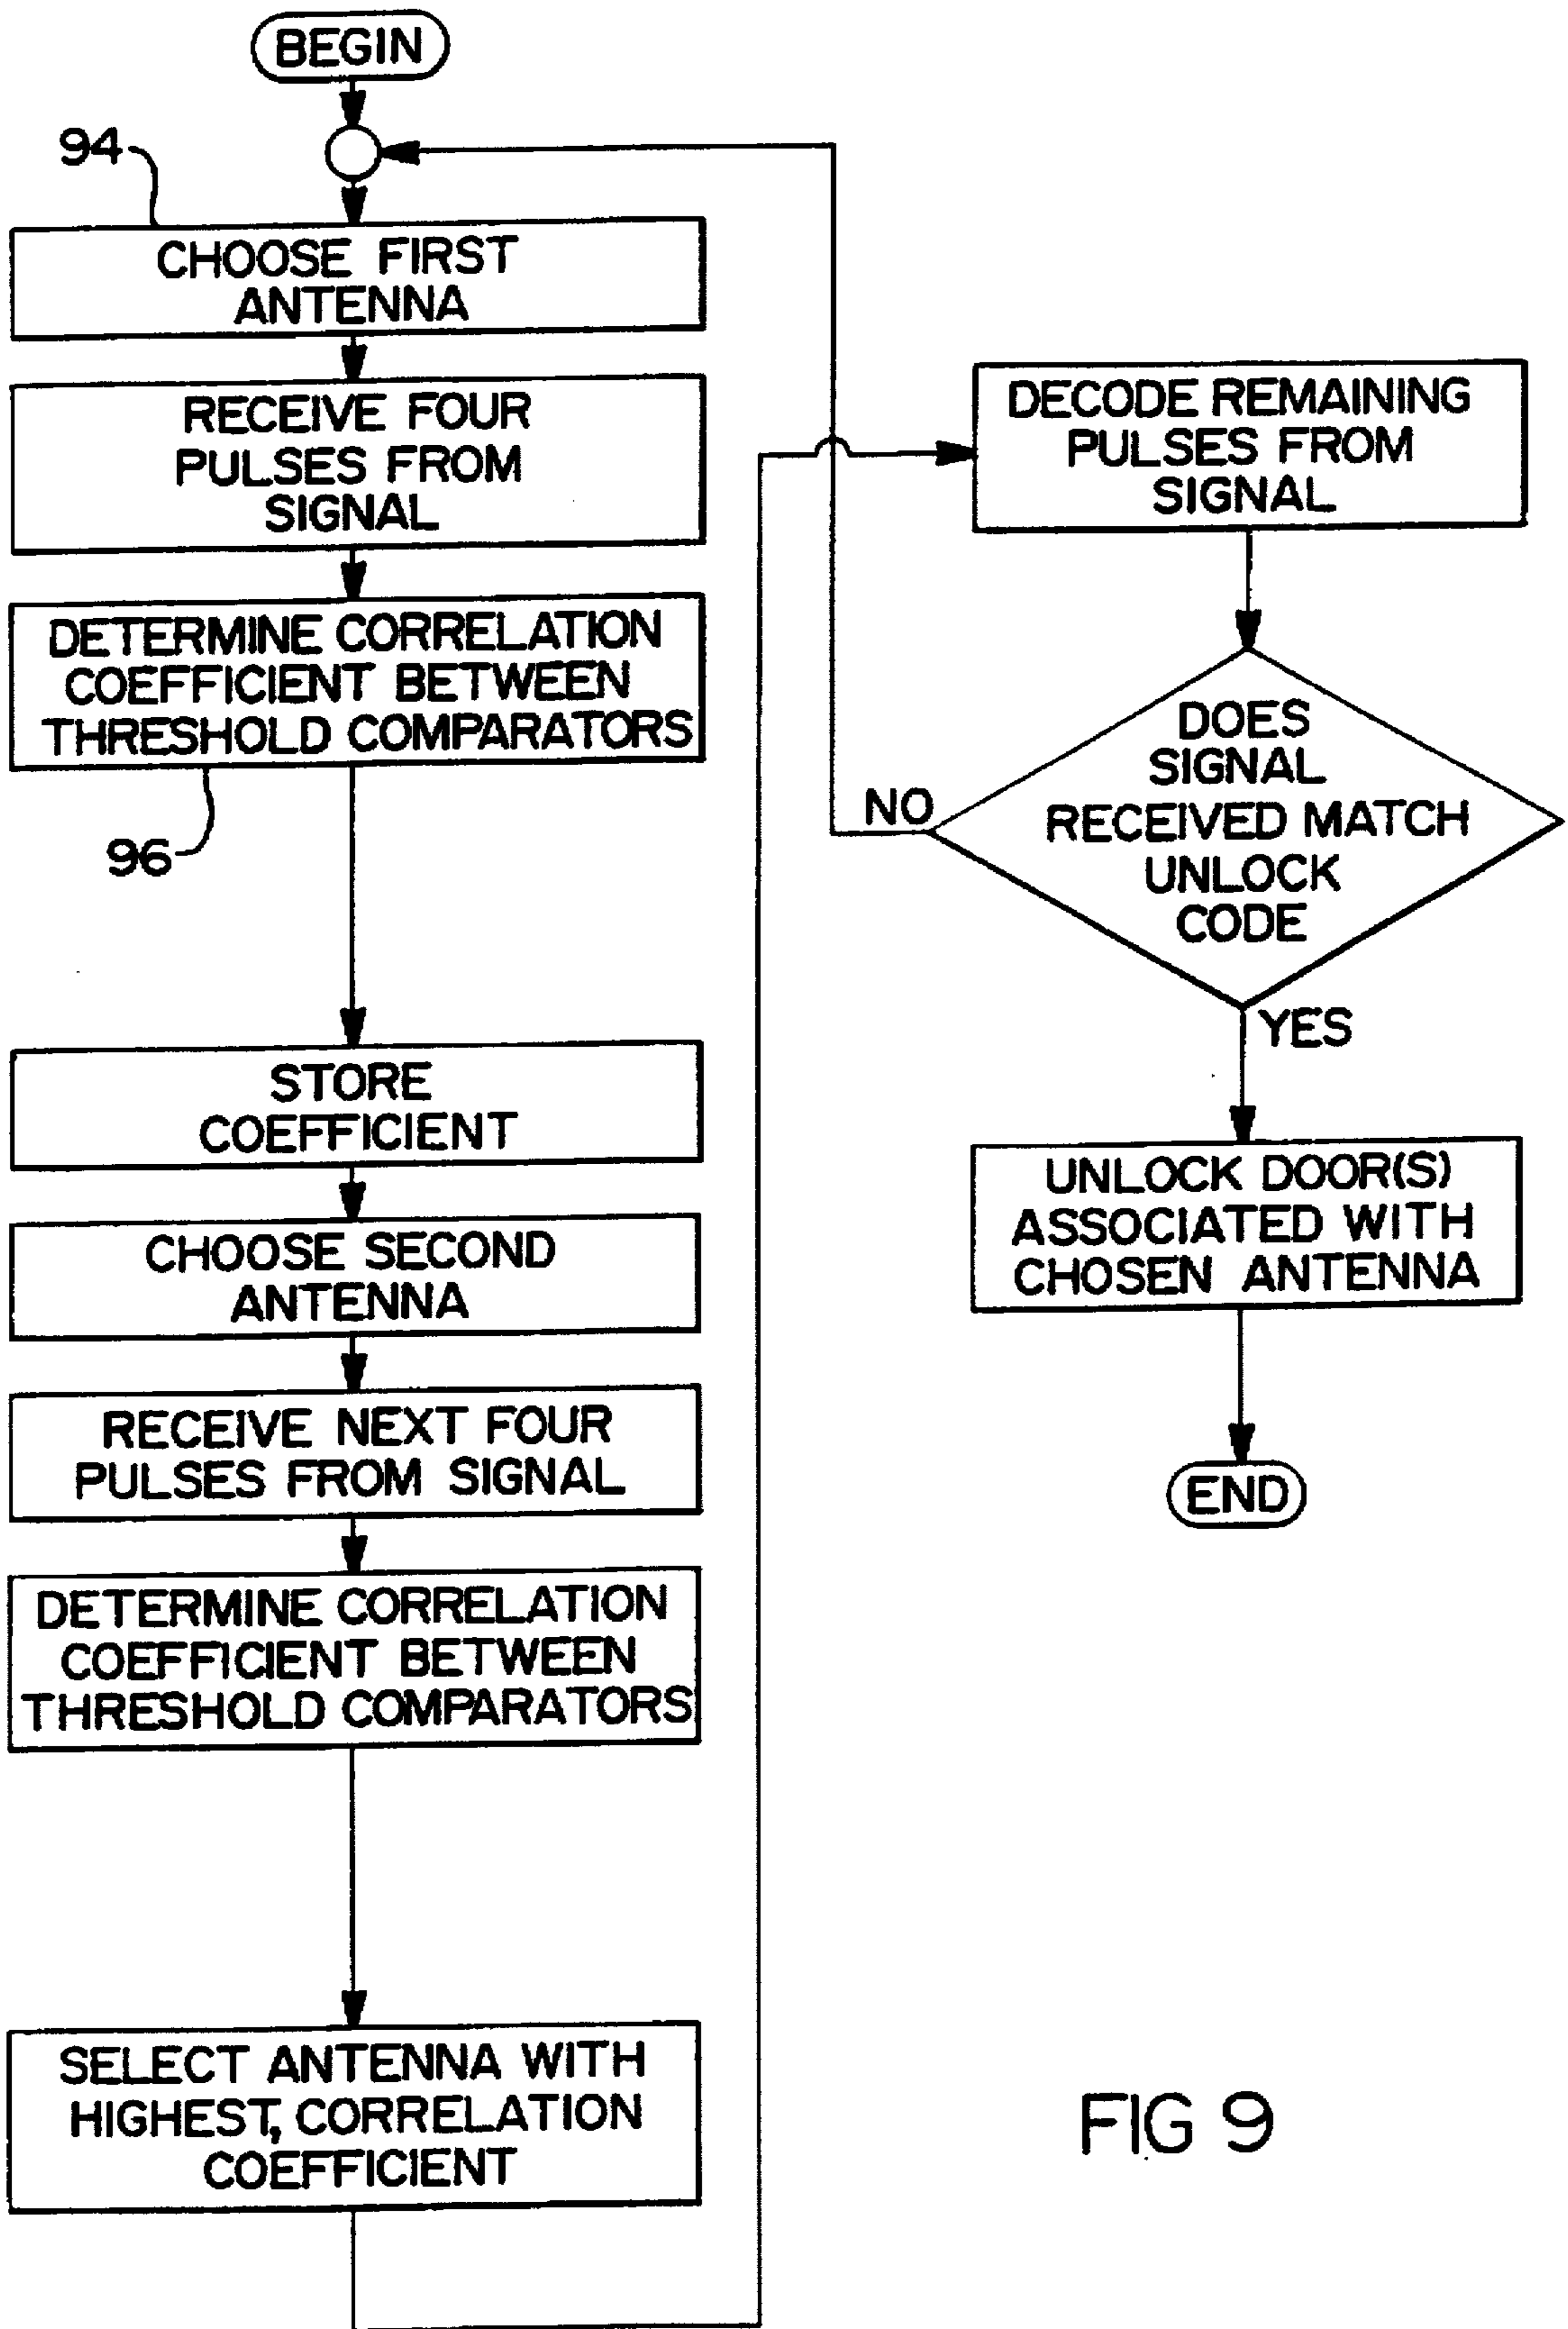 BEGIN
94
CHOOSE FIRST
ANTENNA
RECEIVE FOUR
PULSES FROM
SIGNAL
DETERMINE CORRELATION
COEFFICIENT BETWEEN
THRESHOLD COMPARATORS
96
STORE
COEFFICIENT
CHOOSE SECOND
ANTENNA
RECEIVE NEXT FOUR
PULSES FROM SIGNAL
DETERMINE CORRELATION
COEFFICIENT BETWEEN
THRESHOLD COMPARATORS
SELECT ANTENNA WITH
HIGHEST, CORRELATION
COEFFICIENT
DECODE REMAINING
PULSES FROM
SIGNAL
DOES
SIGNAL
RECEIVED MATCH
UNLOCK
CODE
NO
YES
UNLOCK DOOR(S)
ASSOCIATED WITH
CHOSEN ANTENNA
END
FIG 9